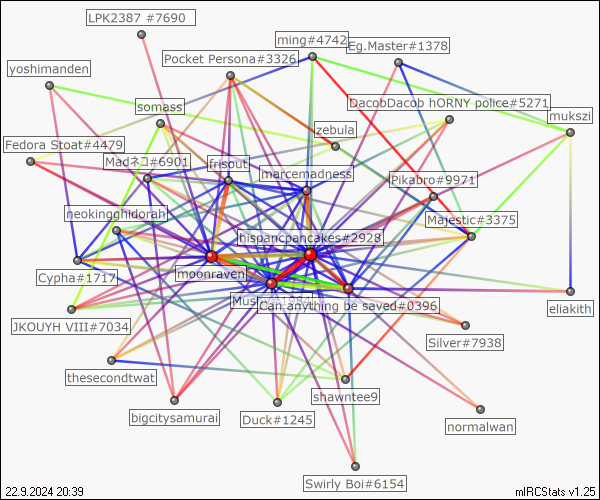 LPK2387 #7690
ming#4742
Eg.Master#1378
Pocket Persona#3326
yoshimanden
DacobDacob hORNY police#5271
somass
mukszi
zebula
Fedora Stoat#4479
Madネコ#6901
frisout
marcemadness
Pikabro#9971
neokinghidorah
Majestic#3375
hispancpancakes#2928
moonraven
Cypha#1717
Can anything be saved#0396
eliakith
JKOUYH VIII#7034
Silver#7938
thesecondtwat
shawntee9
bigcitysamurai
Duck#1245
normalwan
Swirly Boi#6154
22.9.2024 20:39
mIRCStats v1.25